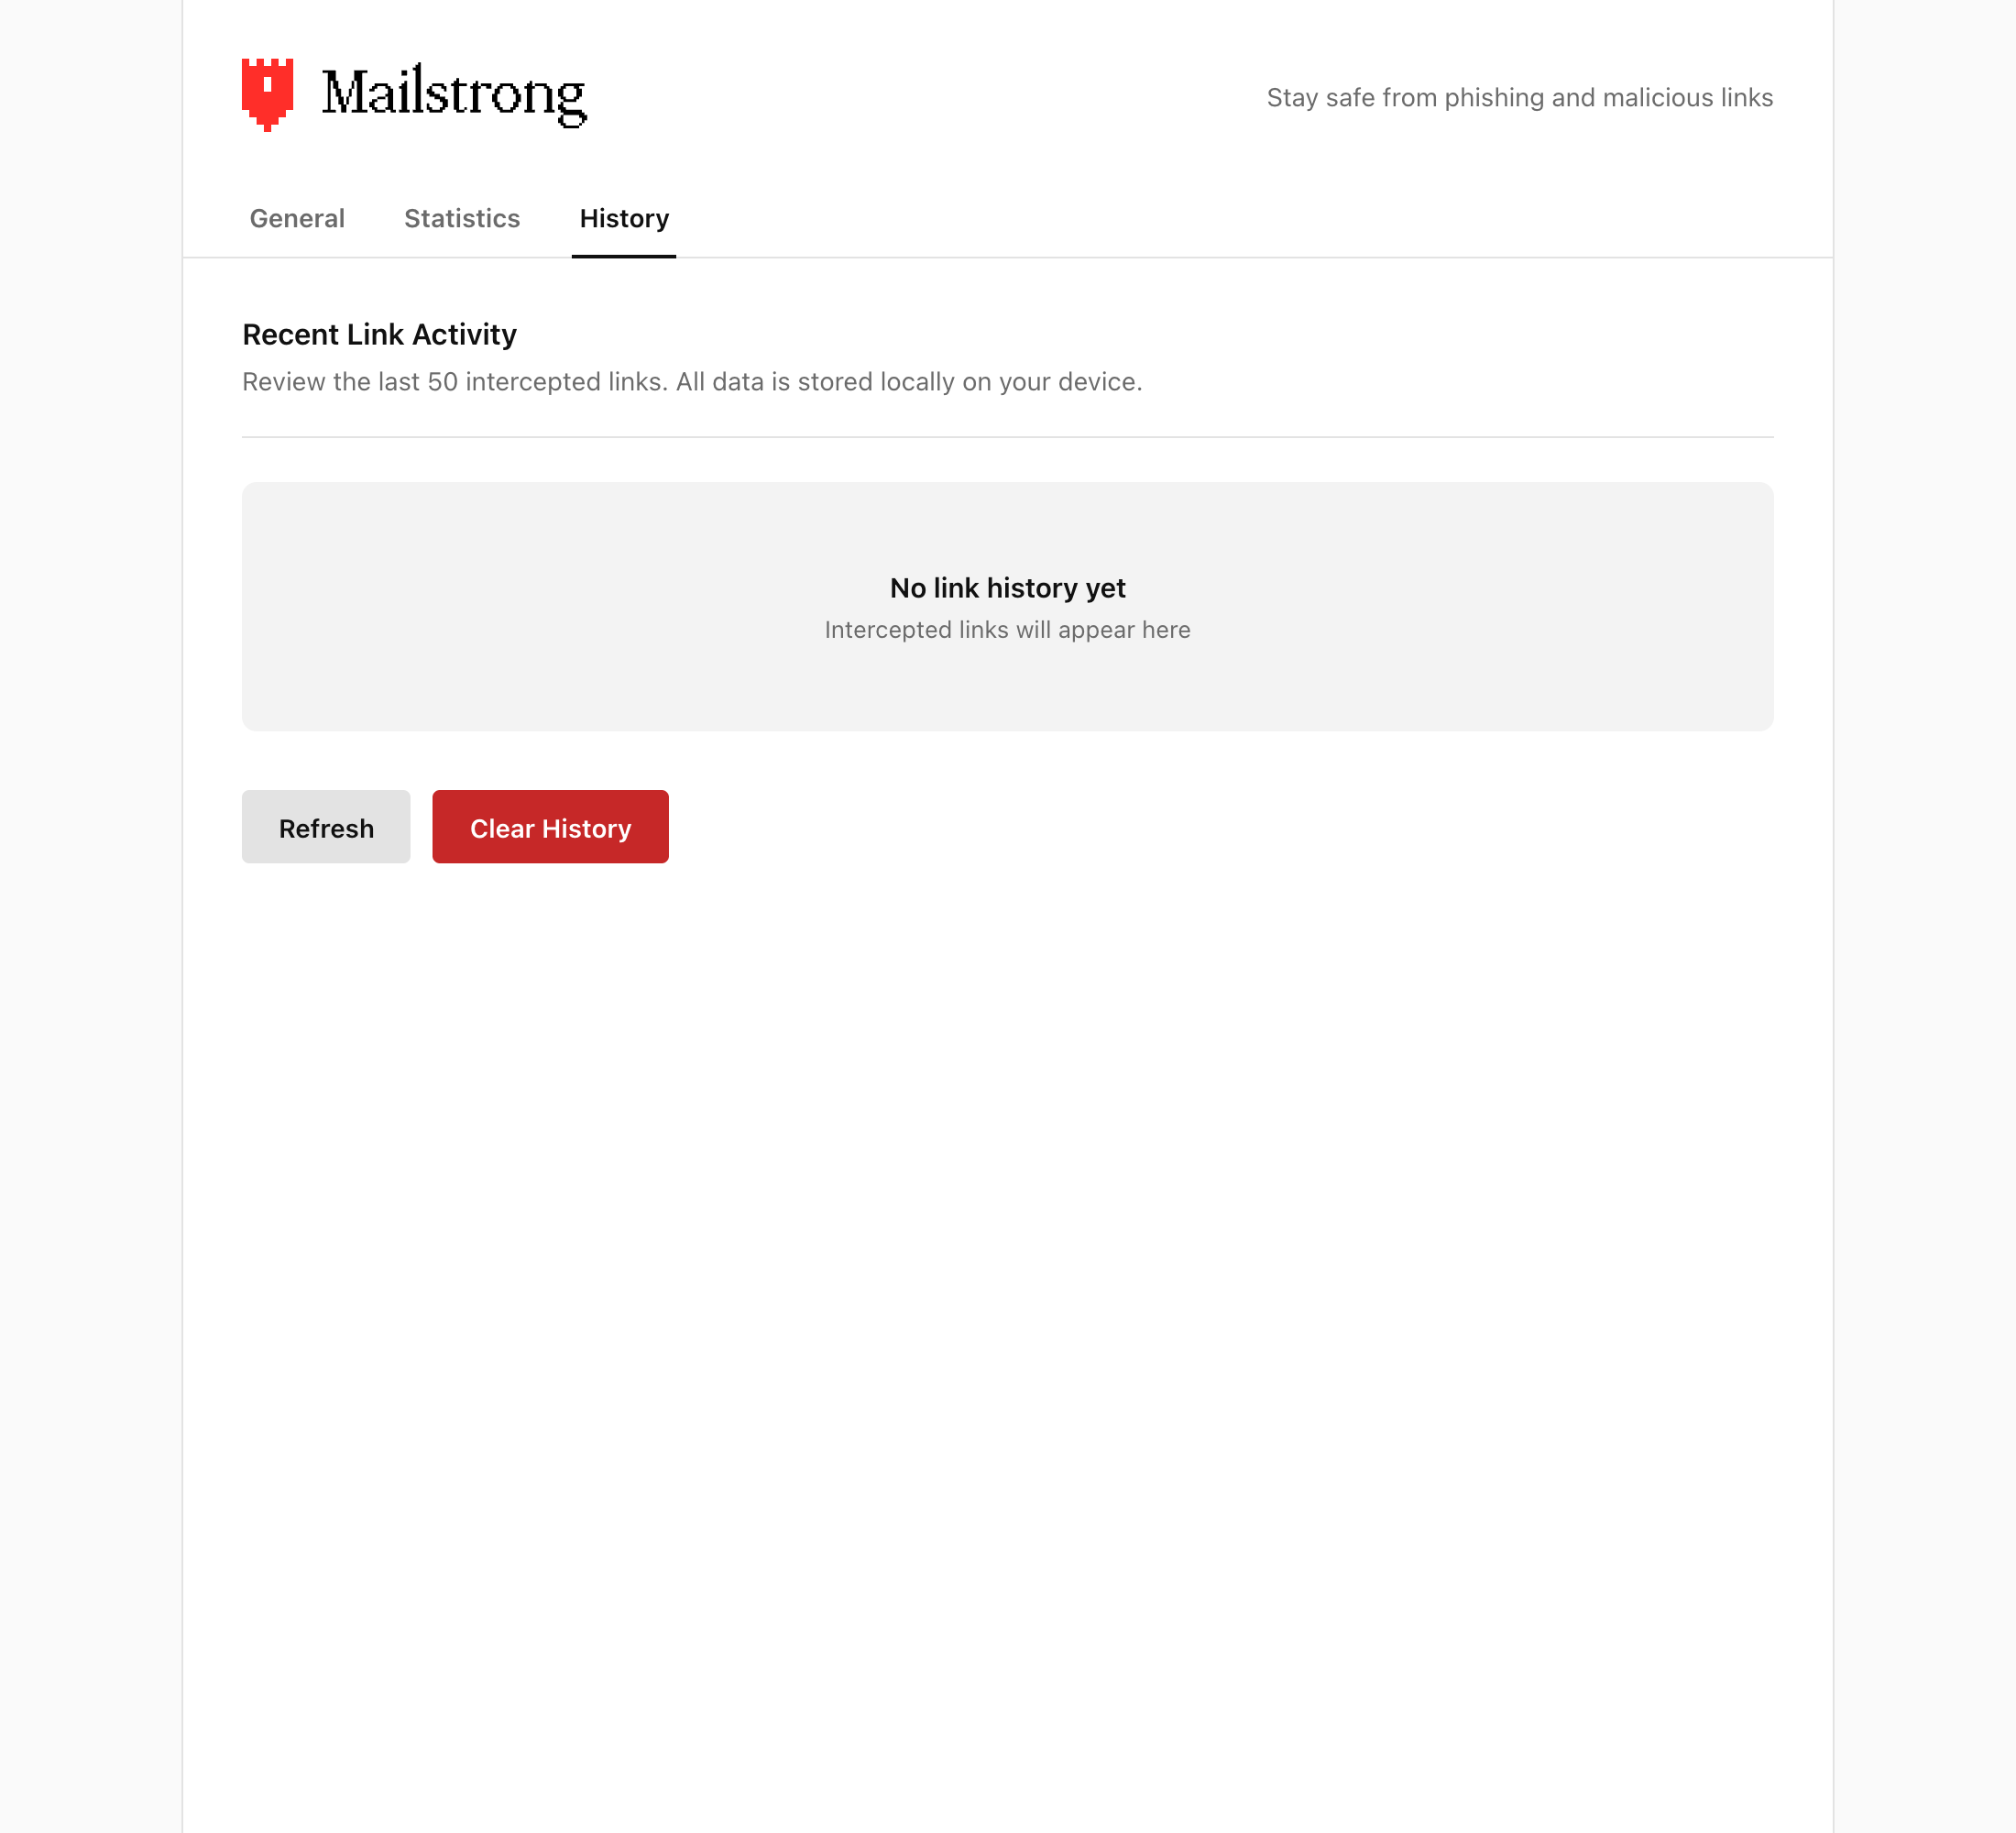 Mailstrong
Stay safe from phishing and malicious links
General
Statistics
History
Recent Link Activity
Review the last 50 intercepted links. All data is stored locally on your device.
No link history yet
Intercepted links will appear here
Refresh
Clear History